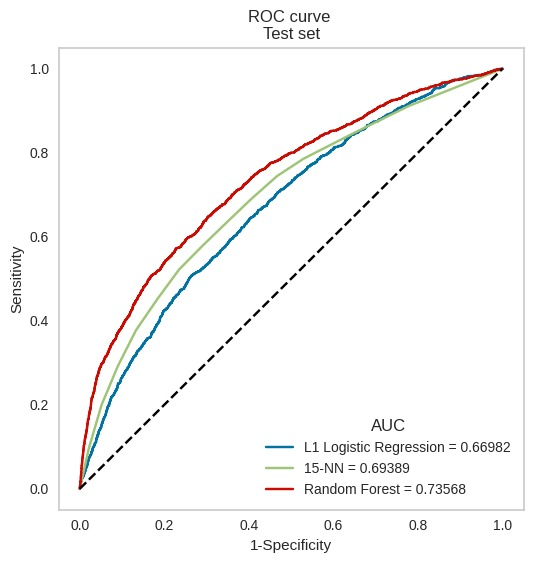 ROC curve
Test set
Sensitivity
1.0
0.8
0.6
0.4
0.2
0.0
AUC
L1 Logistic Regression = 0.66982
15-NN = 0.69389
Random Forest = 0.73568
0.0 0.2 0.4 0.6 0.8 1.0
1-Specificity